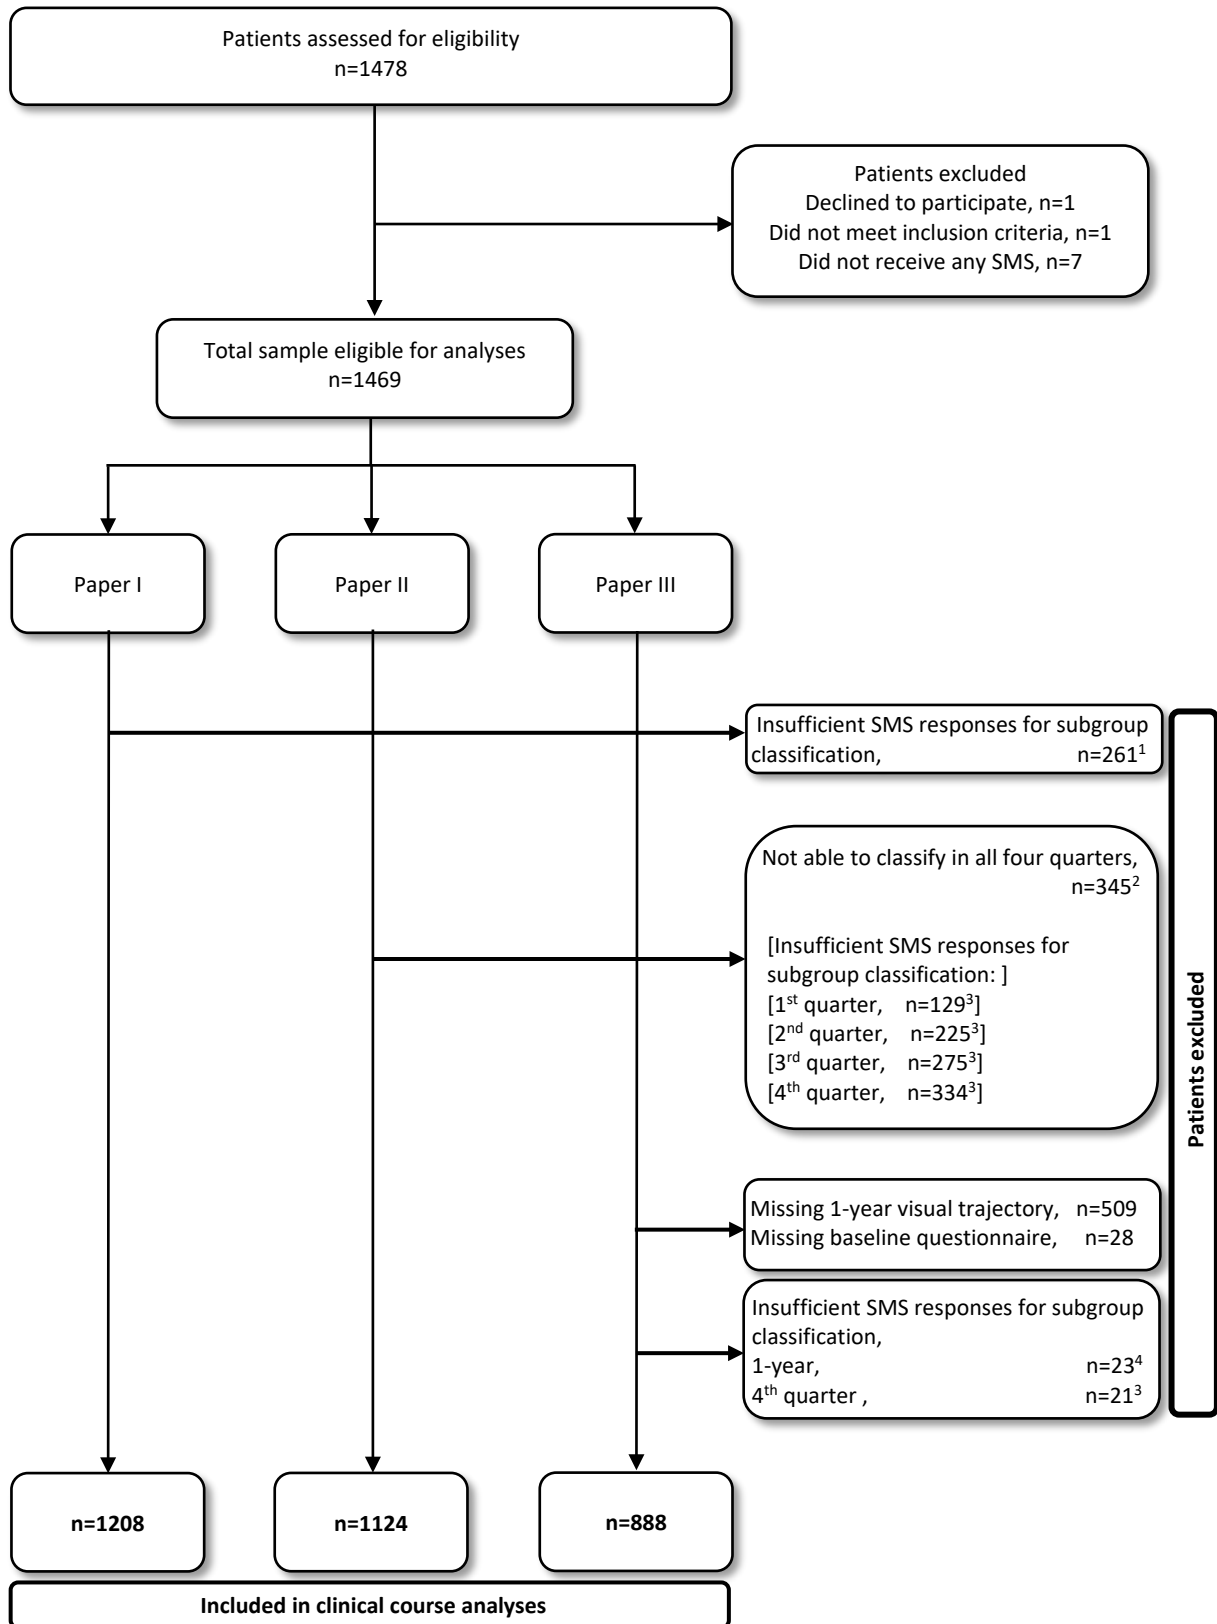 Patients assessed for eligibility
n=1478
Patients excluded
Declined to participate, n=1
Did not meet inclusion criteria, n=1
Did not receive any SMS, n=7
Total sample eligible for analyses
n=1469
Paper I
Paper II
Paper III
Insufficient SMS responses for subgroup
classification, n=261¹
Not able to classify in all four quarters,
n=345²
[Insufficient SMS responses for
subgroup classification: ]
[1ˢᵗ quarter, n=129³]
[2ⁿᵈ quarter, n=225³]
[3ʳᵈ quarter, n=275³]
[4ᵗʰ quarter, n=334³]
Missing 1-year visual trajectory, n=509
Missing baseline questionnaire, n=28
Insufficient SMS responses for subgroup
classification,
1-year, n=23⁴
4ᵗʰ quarter , n=21³
Patients excluded
n=1208
n=1124
n=888
Included in clinical course analyses